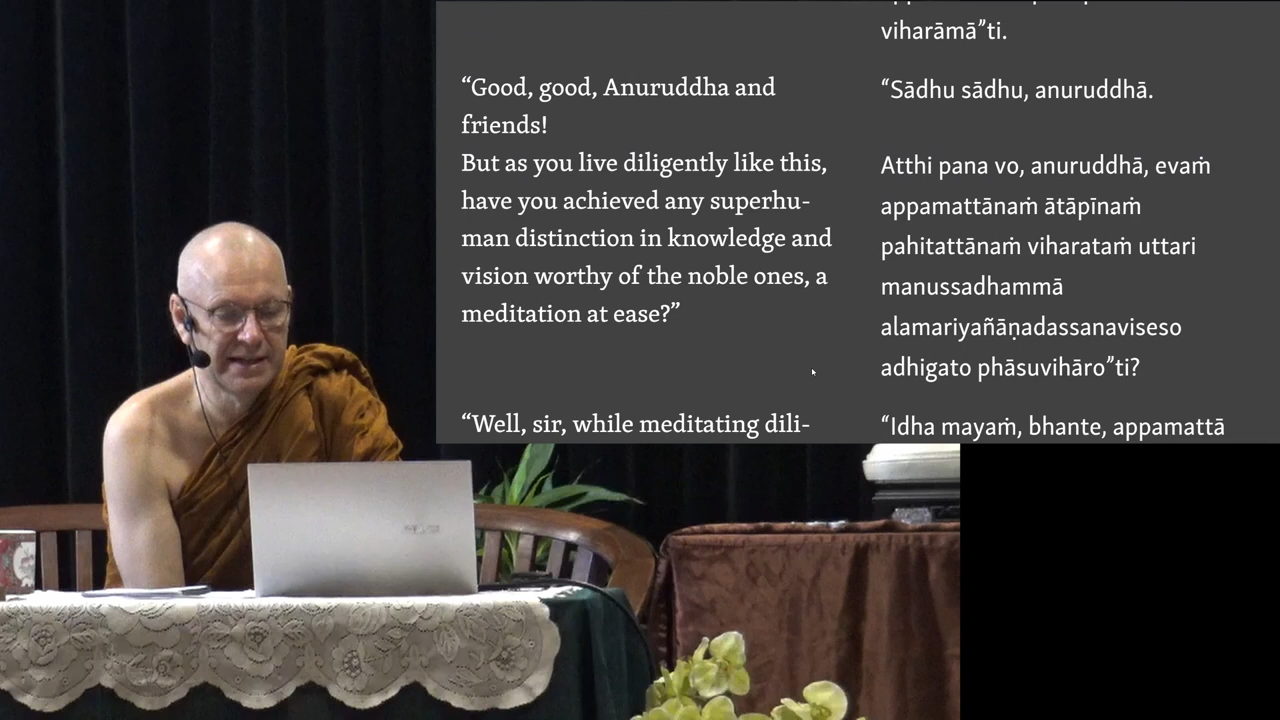 “Good, good, Anuruddha and
friends!
But as you live diligently like this,
have you achieved any superhu-
man distinction in knowledge and
vision worthy of the noble ones, a
meditation at ease?”
“Well, sir, while meditating dili-
viharāmā”ti.
“Sādhu sādhu, anuruddhā.
Atthi pana vo, anuruddhā, evaṁ
appamattānaṁ ātāpīnaṁ
pahitattānaṁ viharataṁ uttari
manussadhammā
alamariyañāṇadassanaviseso
adhigato phāsuvihāro”ti?
“Idha mayaṁ, bhante, appamattā